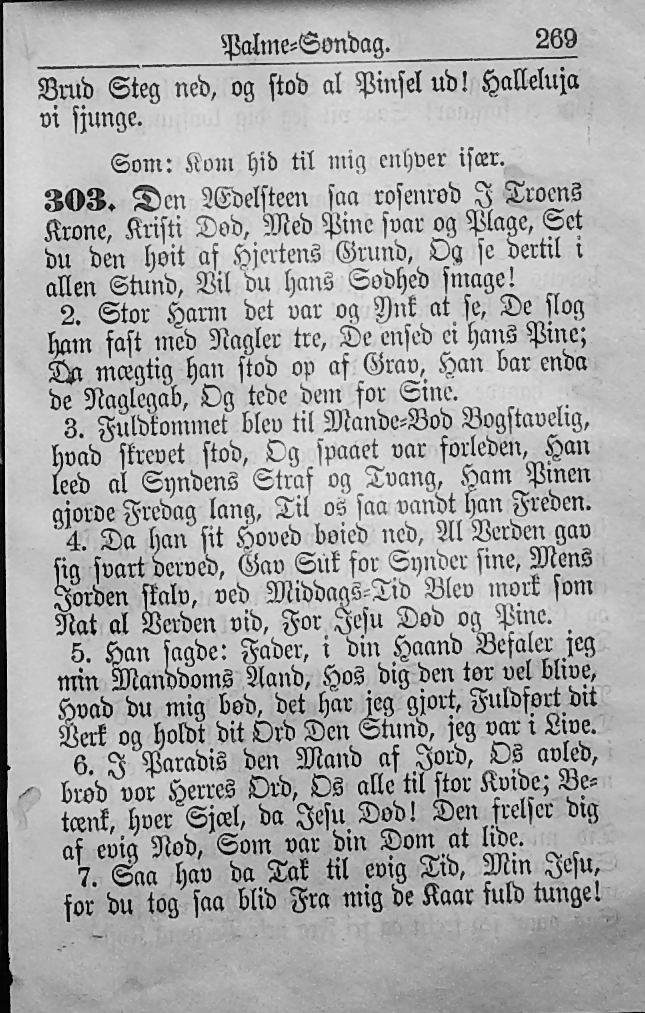 Palme-Søndag. 269
Brud Steg ned, og stod al Pinsel ud! Halleluja
vi sjunge.
Som: Kom hid til mig enhver især.
303. Den Ædelsteen saa rosenrød I Troens
Krone, Kristi Død, Med Pine svar og Plage, Set
du den høit af Hjertens Grund, Og se dertil i
allen Stund, Vil du hans Sødhed smage!
2. Stor Harm det var og Ynk at se, De slog
ham fast med Nagler tre, De ensed ei hans Pine;
Da mægtig han stod op af Grav, Han bar enda
de Naglegab, Og tede dem for Sine.
3. Fuldkommet blev til Mande-Bod Bogstavelig,
hvad skrevet stod, Og spaaet var forleden, Han
leed al Syndens Straf og Tvang, Ham Pinen
gjorde Fredag lang, Til os saa vandt han Freden.
4. Da han sit Hoved bøied ned, Al Verden gav
sig svart derved, Gav Suk for Synder sine, Mens
Jorden skalv, ved Middags-Tid Blev mørk som
Nat al Verden vid, For Jesu Død og Pine.
5. Han sagde: Fader, i din Haand Befaler jeg
min Manddoms Aand, Hos dig den tør vel blive,
Hvad du mig bød, det har jeg gjort, Fuldført dit
Verk og holdt dit Ord Den Stund, jeg var i Live.
6. I Paradis den Mand af Jord, Os avled,
brød vor Herres Ord, Os alle til stor Kvide; Be-
tænk, hver Sjæl, da Jesu Død! Den frelser dig
af evig Nød, Som var din Dom at lide.
7. Saa hav da Tak til evig Tid, Min Jesu,
for du tog saa blid Fra mig de Kaar fuld tunge!